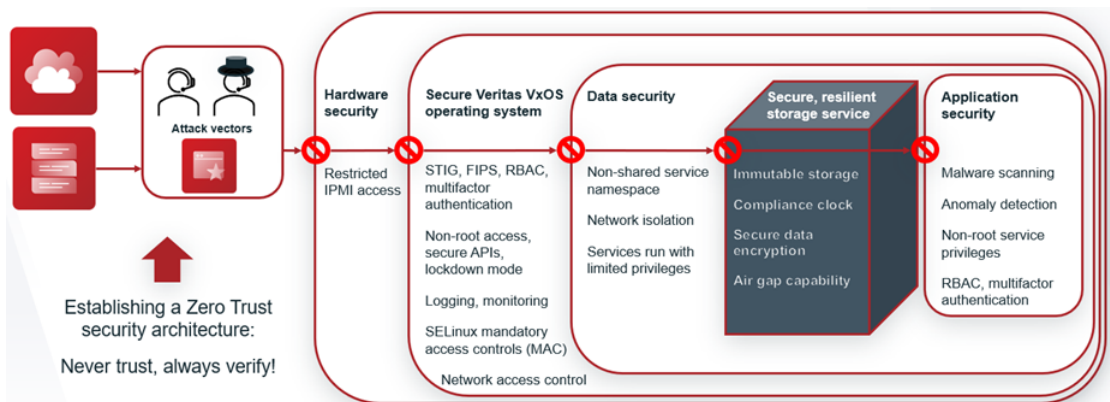 Attack vectors
Establishing a Zero Trust
security architecture:
Never trust, always verify!
Hardware
security
Restricted
IPMI access
Secure Veritas VxOS
operating system
STIG, FIPS, RBAC,
multifactor
authentication
Non-root access,
secure APIs,
lockdown mode
Logging, monitoring
SELinux mandatory
access controls (MAC)
Network access control
Data security
Non-shared service
namespace
Network isolation
Services run with
limited privileges
Secure, resilient
storage service
Immutable storage
Compliance clock
Secure data
encryption
Air gap capability
Application
security
Malware scanning
Anomaly detection
Non-root service
privileges
RBAC, multifactor
authentication